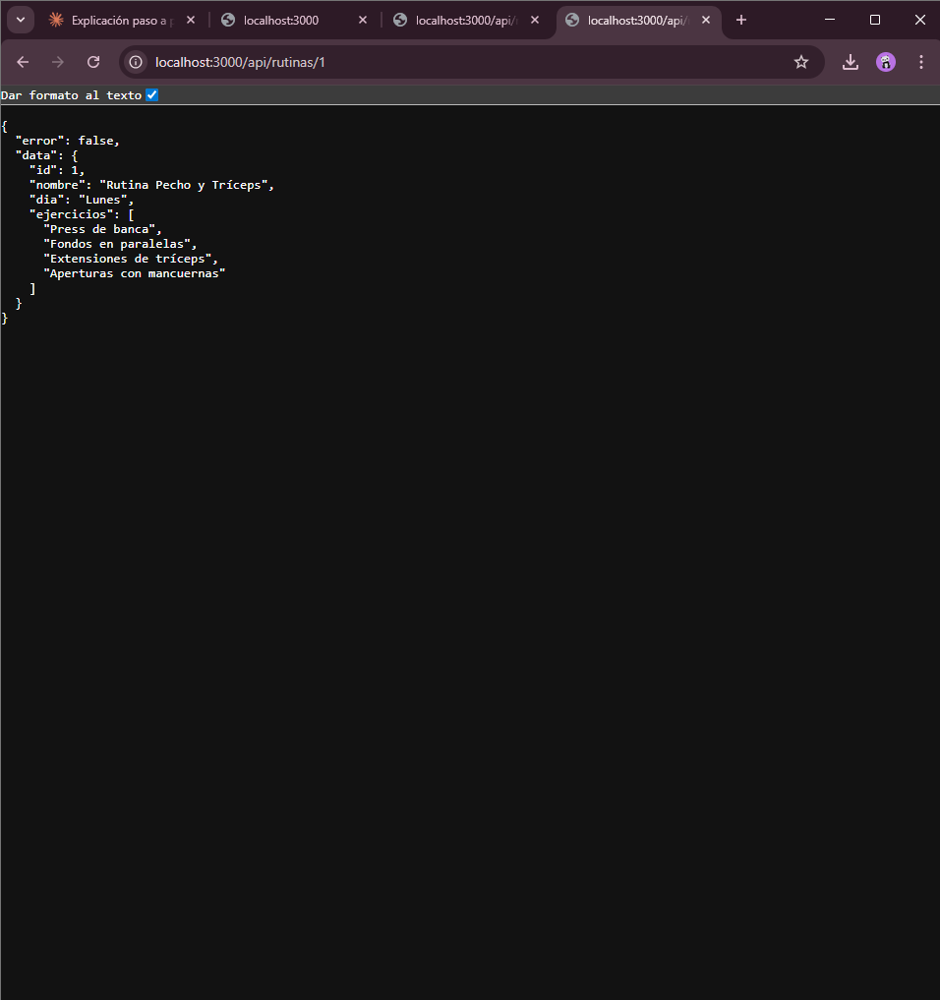 Explicación paso a p
localhost:3000
localhost:3000/api/r
localhost:3000/api/
localhost:3000/api/rutinas/1
Dar formato al texto
{
  "error": false,
  "data": {
    "id": 1,
    "nombre": "Rutina Pecho y Tríceps",
    "dia": "Lunes",
    "ejercicios": [
      "Press de banca",
      "Fondos en paralelas",
      "Extensiones de tríceps",
      "Aperturas con mancuernas"
    ]
  }
}